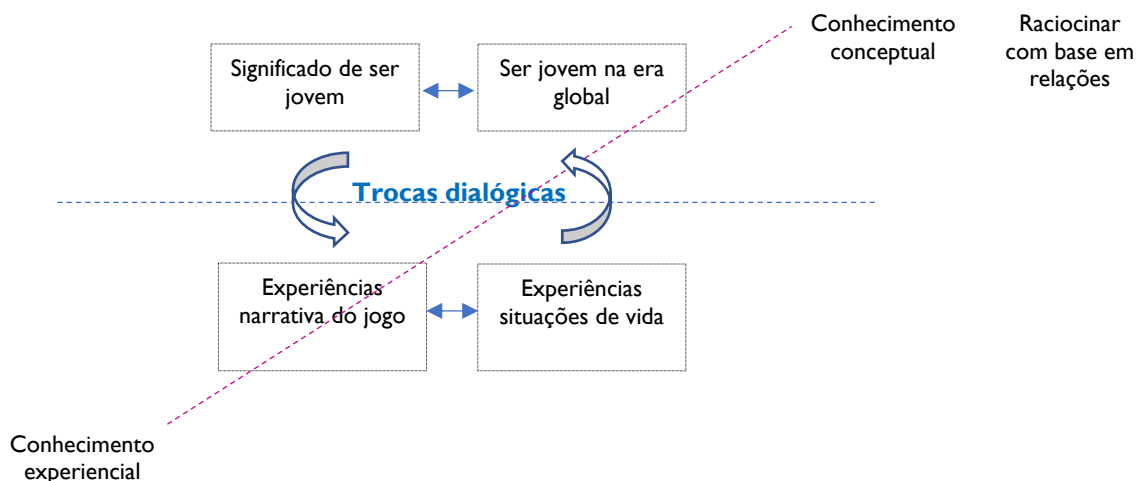 Conhecimento
conceptual
Raciocinar
com base em
relações
Significado de ser
jovem
Ser jovem na era
global
Trocas dialógicas
Experiências
narrativa do jogo
Experiências
situações de vida
Conhecimento
experiencial